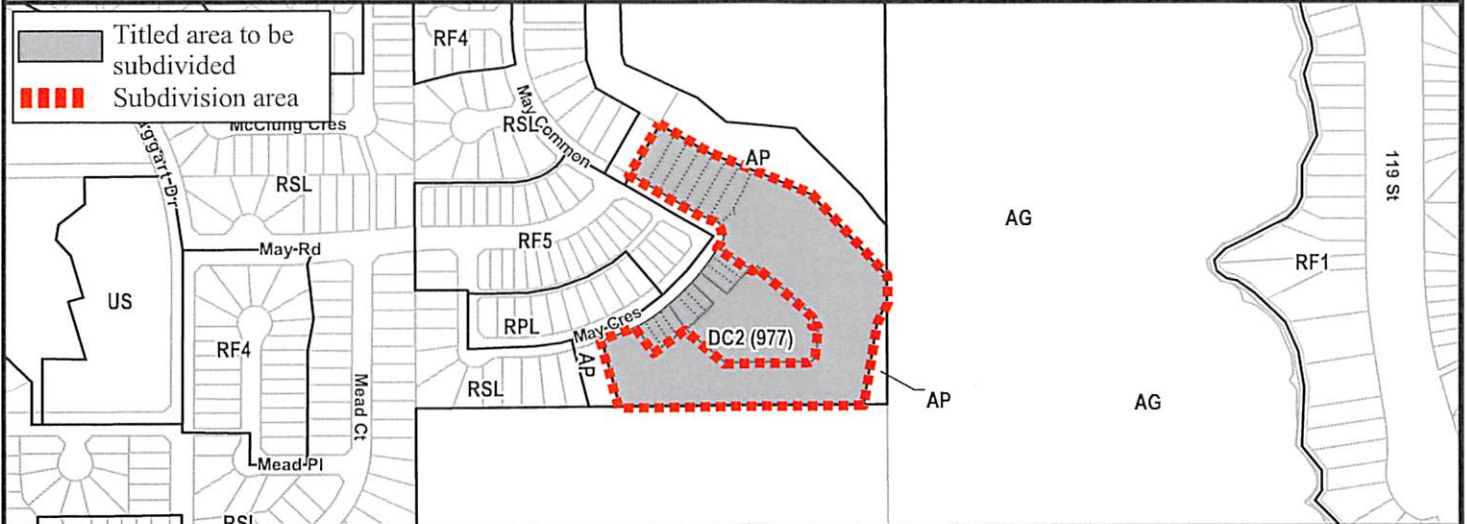 Titled area to be
subdivided
Subdivision area
RF4
McClung Cres
RSL
May Common
RSL
AP
119 St
AG
May Rd
RF5
RF1
US
RF4
RPL
May Cres
DC2 (977)
AP
RSL
Mead Ct
AP
AG
Mead Pl
RSL